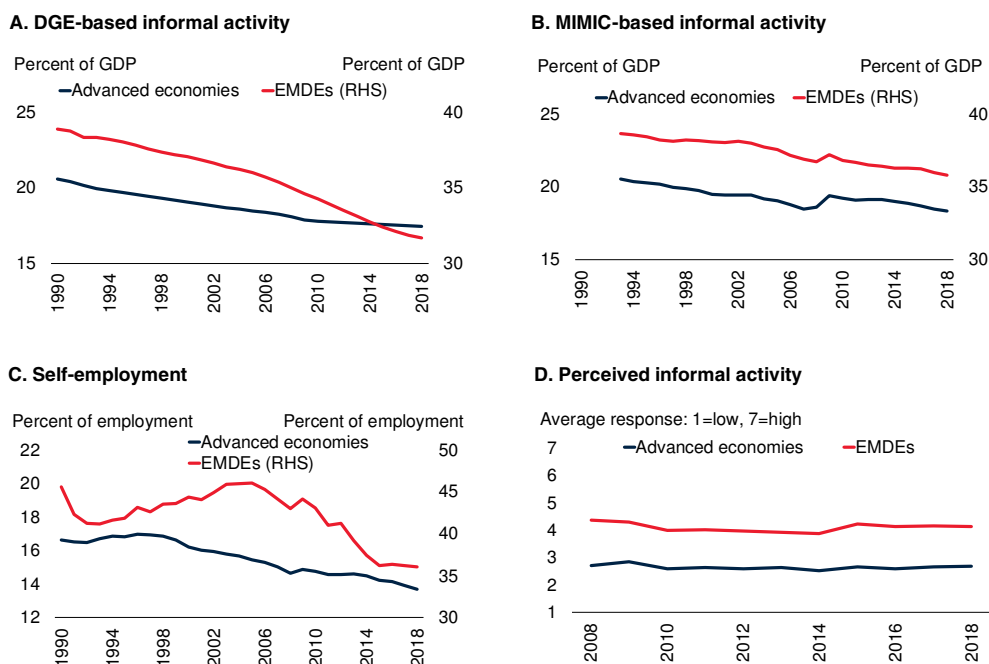 A. DGE-based informal activity
Percent of GDP Percent of GDP
Advanced economies EMDEs (RHS)
25 40
20 35
15 30
1990 1994 1998 2002 2006 2010 2014 2018
B. MIMIC-based informal activity
Percent of GDP Percent of GDP
Advanced economies EMDEs (RHS)
25 40
20 35
15 30
1990 1994 1998 2002 2006 2010 2014 2018
C. Self-employment
Percent of employment Percent of employment
Advanced economies
EMDEs (RHS)
22 50
20 45
18
16 40
14 35
12 30
1990 1994 1998 2002 2006 2010 2014 2018
D. Perceived informal activity
Average response: 1=low, 7=high
Advanced economies EMDEs
7
6
5
4
3
2
1
2008 2010 2012 2014 2016 2018